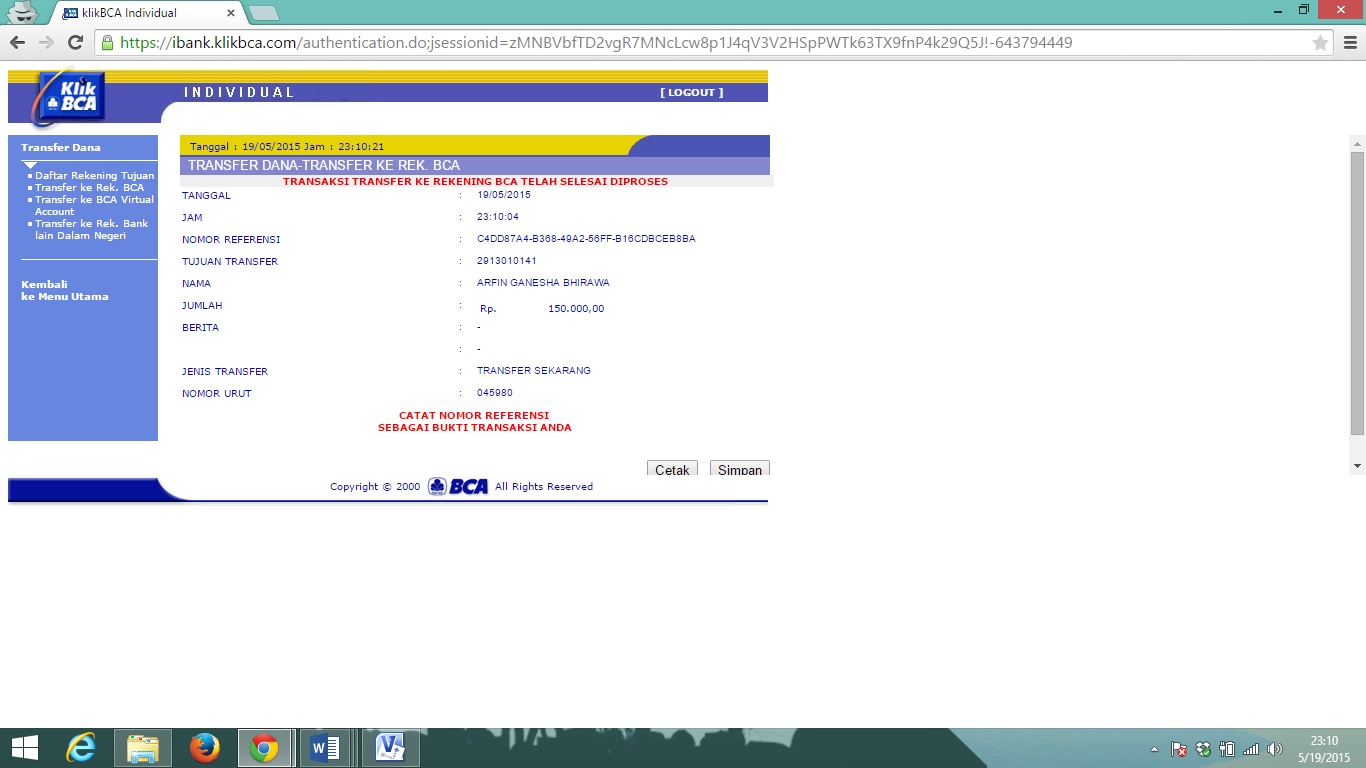 klikBCA Individual
https://ibank.klikbca.com/authentication.do;jsessionid=zMNBVbfTD2vgR7MNcLcw8p1J4qV3V2HSpPWTk63TX9fnP4k29Q5J!-643794449
Klik BCA
INDIVIDUAL
[ LOGOUT ]
Transfer Dana
Daftar Rekening Tujuan
Transfer ke Rek. BCA
Transfer ke BCA Virtual
Account
Transfer ke Rek. Bank
lain Dalam Negeri
Kembali
ke Menu Utama
Tanggal : 19/05/2015 Jam : 23:10:21
TRANSFER DANA-TRANSFER KE REK. BCA
TRANSAKSI TRANSFER KE REKENING BCA TELAH SELESAI DIPROSES
TANGGAL : 19/05/2015
JAM : 23:10:04
NOMOR REFERENSI : C4DD87A4-B368-49A2-56FF-B16CDBCEB8BA
TUJUAN TRANSFER : 2913010141
NAMA : ARFIN GANESHA BHIRAWA
JUMLAH : Rp. 150.000,00
BERITA : -
: -
JENIS TRANSFER : TRANSFER SEKARANG
NOMOR URUT : 045980
CATAT NOMOR REFERENSI
SEBAGAI BUKTI TRANSAKSI ANDA
Cetak Simpan
Copyright © 2000 BCA All Rights Reserved
23:10
5/19/2015